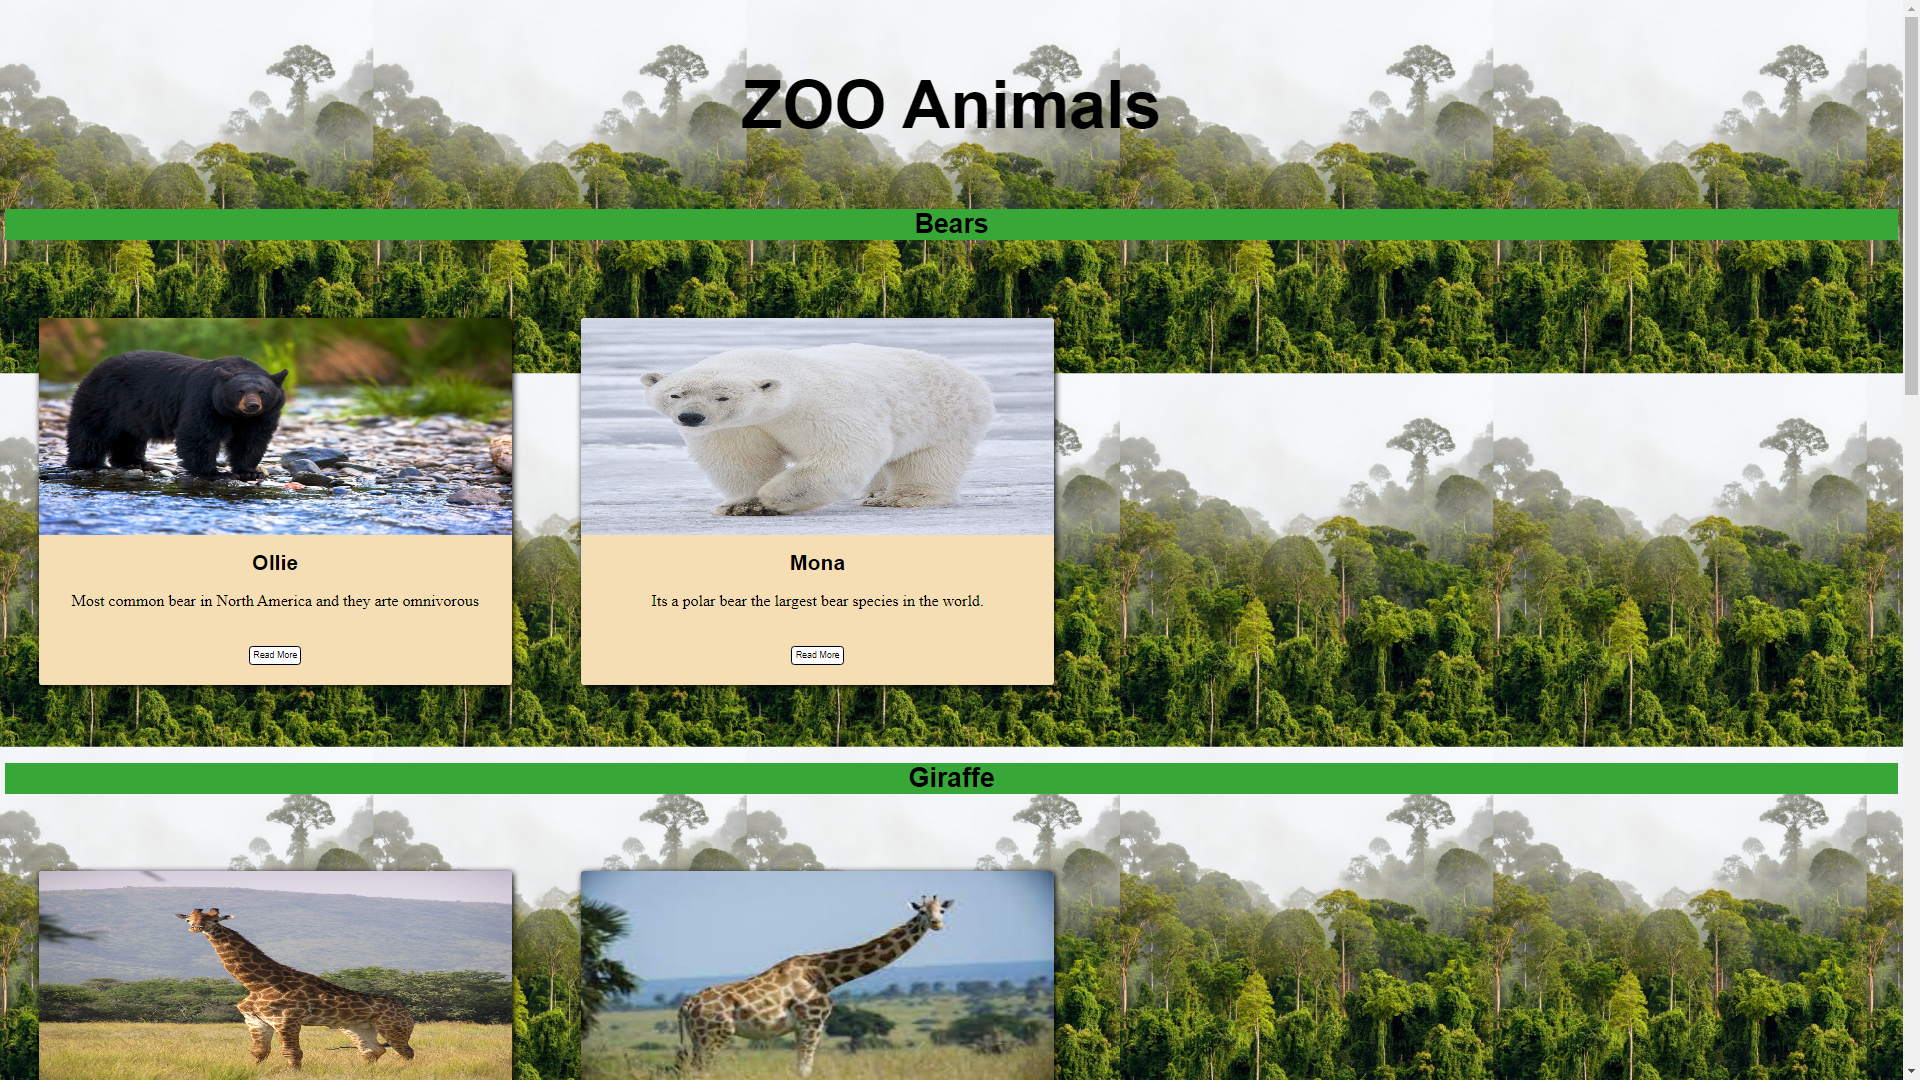 ZOO Animals
Bears
Ollie
Most common bear in North America and they arte omnivorous
Read More
Mona
Its a polar bear the largest bear species in the world.
Read More
Giraffe